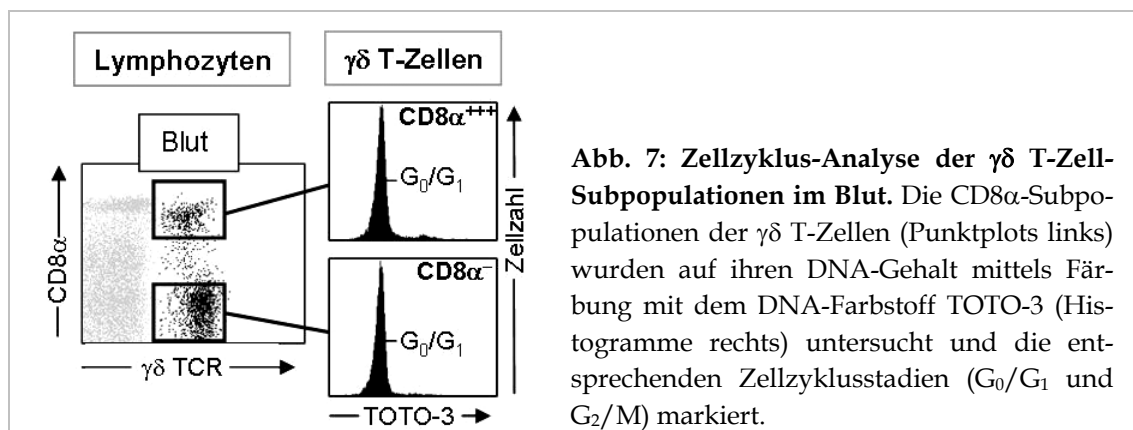 Lymphozyten
γδ T-Zellen
Blut
CD8α
γδ TCR
CD8α+++
G0/G1
CD8α−
G0/G1
Zellzahl
TOTO-3
Abb. 7: Zellzyklus-Analyse der γδ T-Zell-
Subpopulationen im Blut. Die CD8α-Subpo-
pulationen der γδ T-Zellen (Punktplots links)
wurden auf ihren DNA-Gehalt mittels Fär-
bung mit dem DNA-Farbstoff TOTO-3 (His-
togramme rechts) untersucht und die ent-
sprechenden Zellzyklusstadien (G0/G1 und
G2/M) markiert.